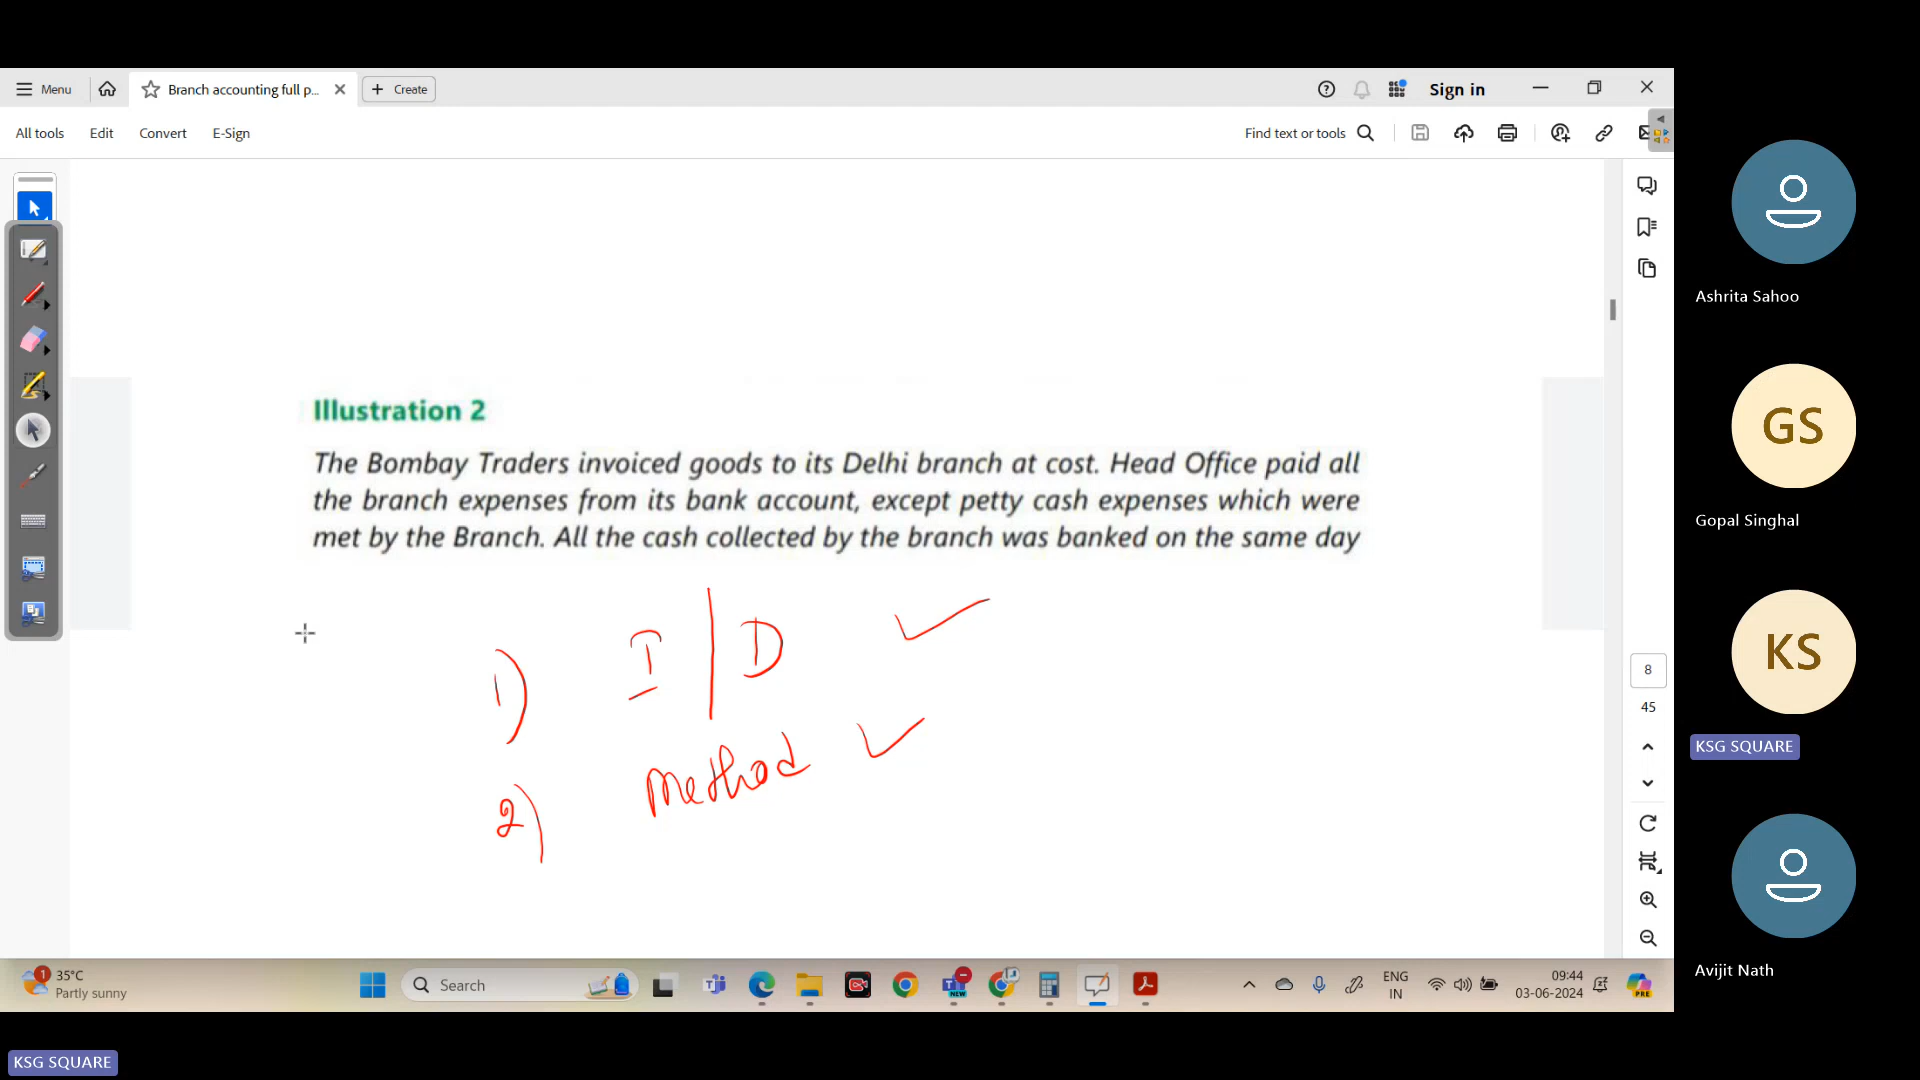 Menu
Branch accounting full p...
Create
Sign in
All tools
Edit
Convert
E-Sign
Find text or tools
Illustration 2
The Bombay Traders invoiced goods to its Delhi branch at cost. Head Office paid all
the branch expenses from its bank account, except petty cash expenses which were
met by the Branch. All the cash collected by the branch was banked on the same day
1) I | D
2) Method
8
45
Ashrita Sahoo
GS
Gopal Singhal
KS
KSG SQUARE
Avijit Nath
1
35°C
Partly sunny
Search
NEW
ENG
IN
09:44
03-06-2024
PRE
KSG SQUARE